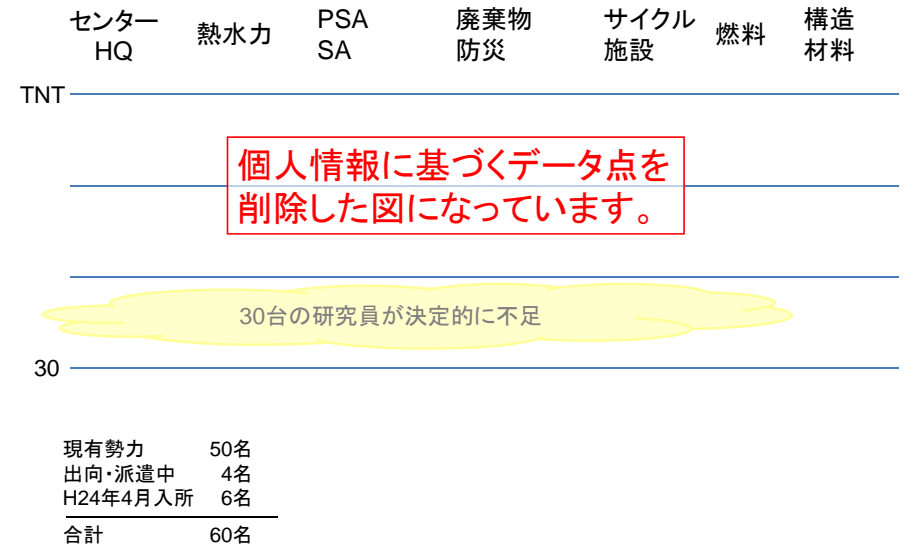 センター HQ
熱水力
PSA SA
廃棄物 防災
サイクル 施設
燃料
構造 材料
TNT
個人情報に基づくデータ点を
削除した図になっています。
30台の研究員が決定的に不足
30
現有勢力 50名
出向・派遣中 4名
H24年4月入所 6名
合計 60名